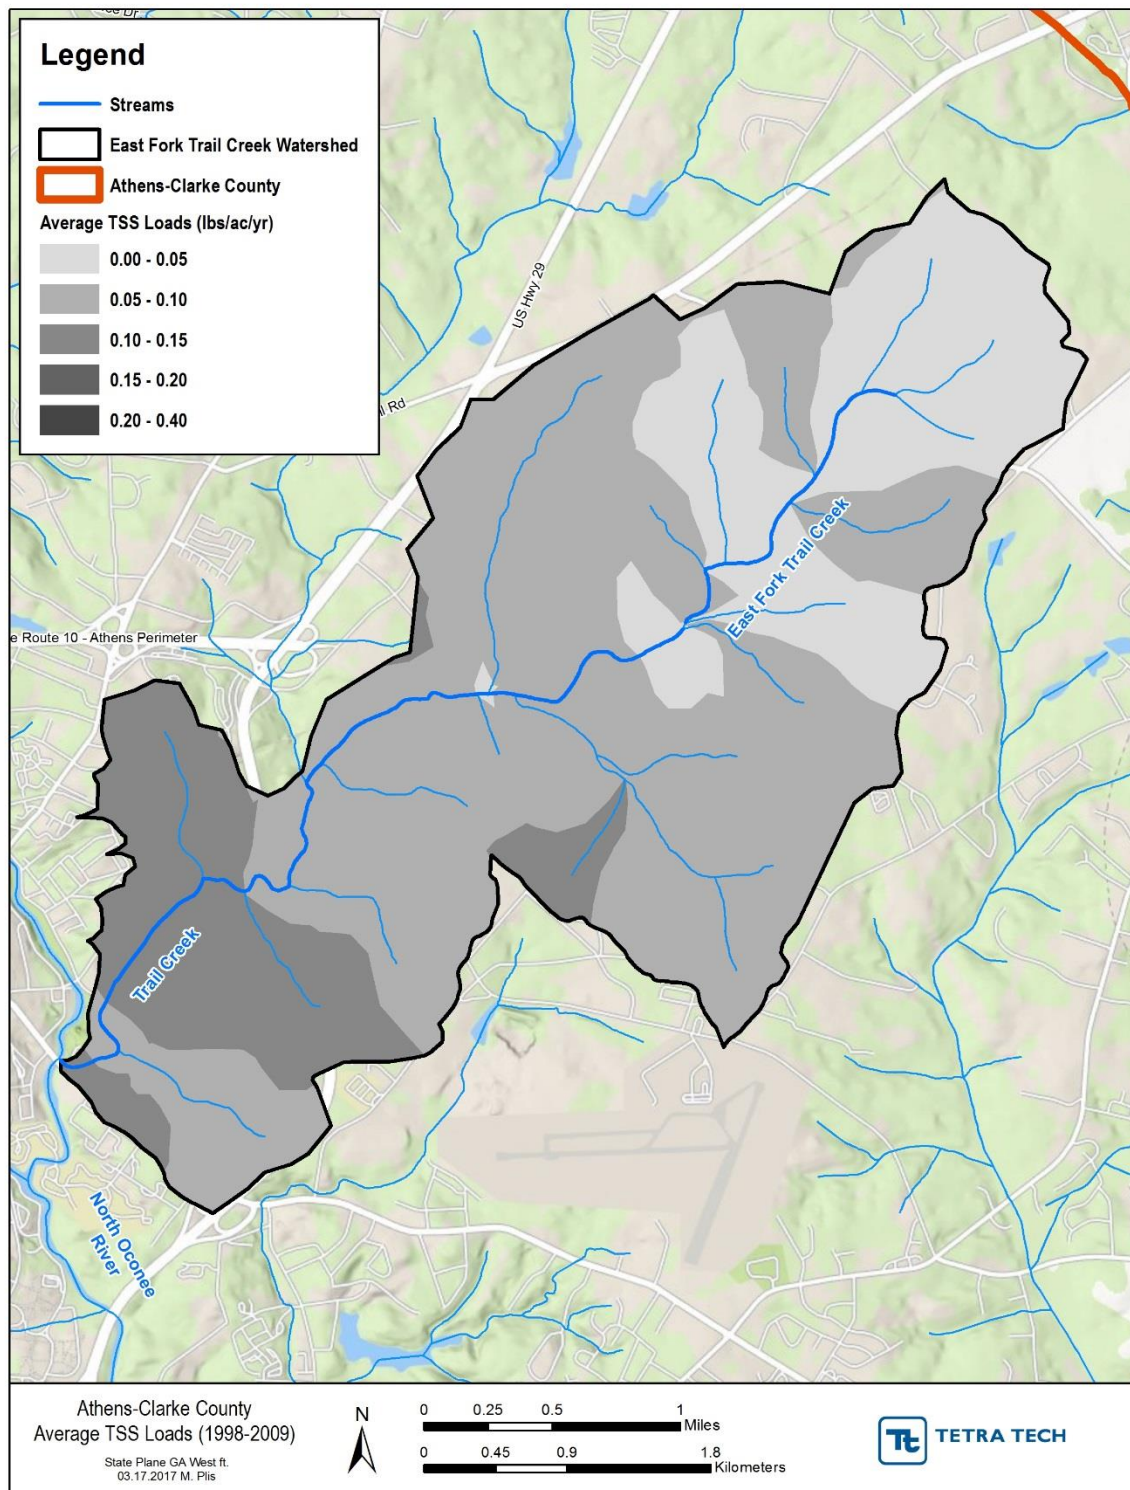 Legend
Streams
East Fork Trail Creek Watershed
Athens-Clarke County
Average TSS Loads (lbs/ac/yr)
0.00 - 0.05
0.05 - 0.10
0.10 - 0.15
0.15 - 0.20
0.20 - 0.40
US Hwy 29
Rd
East Fork Trail Creek
e Route 10 - Athens Perimeter
Trail Creek
North Oconee
River
Athens-Clarke County
Average TSS Loads (1998-2009)
State Plane GA West ft.
03.17.2017 M. Plis
N
0 0.25 0.5 1
Miles
0 0.45 0.9 1.8
Kilometers
Tt TETRA TECH